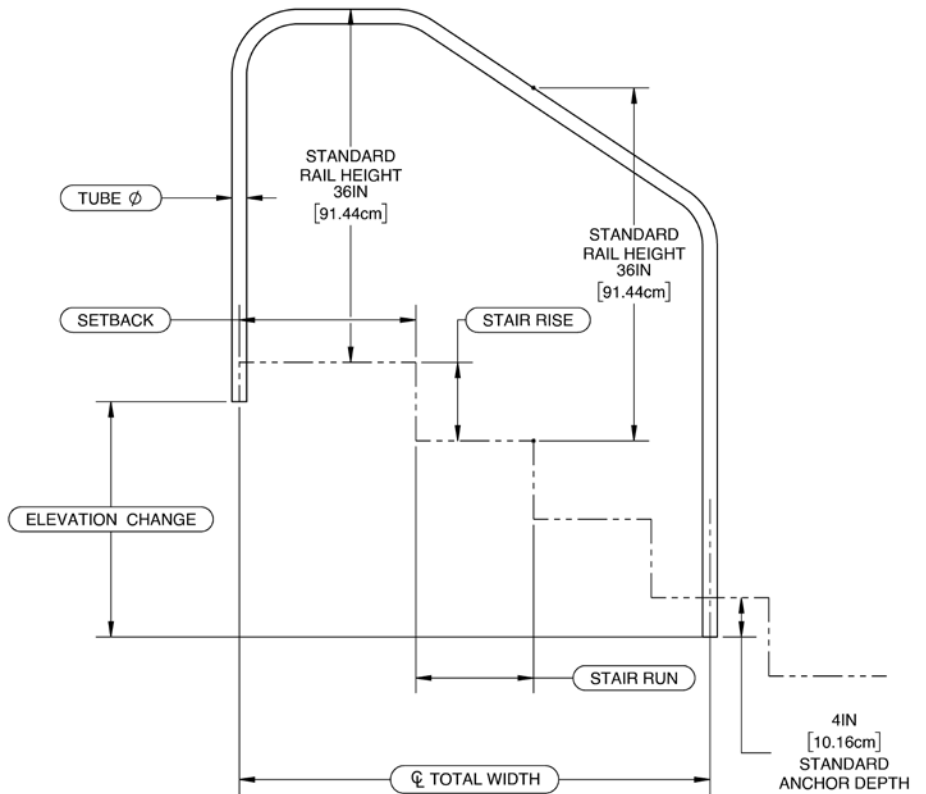 STANDARD
RAIL HEIGHT
36IN
[91.44cm]
TUBE Ø
STANDARD
RAIL HEIGHT
36IN
[91.44cm]
SETBACK
STAIR RISE
ELEVATION CHANGE
STAIR RUN
4IN
[10.16cm]
STANDARD
ANCHOR DEPTH
℄ TOTAL WIDTH